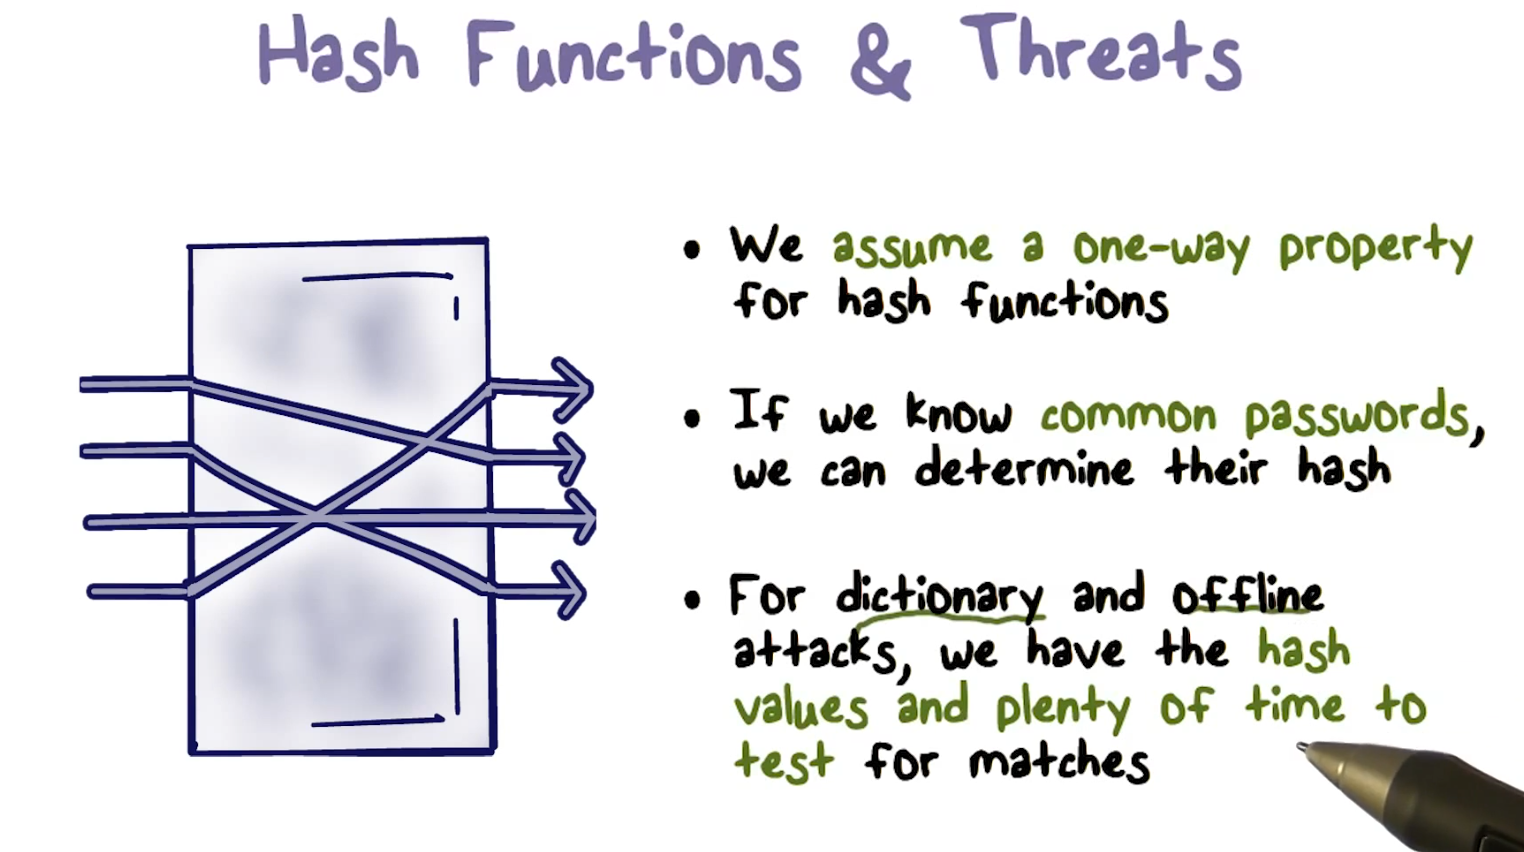 Hash Functions & Threats
• We assume a one-way property
for hash functions
• If we know common passwords,
we can determine their hash
• For dictionary and offline
attacks, we have the hash
values and plenty of time to
test for matches